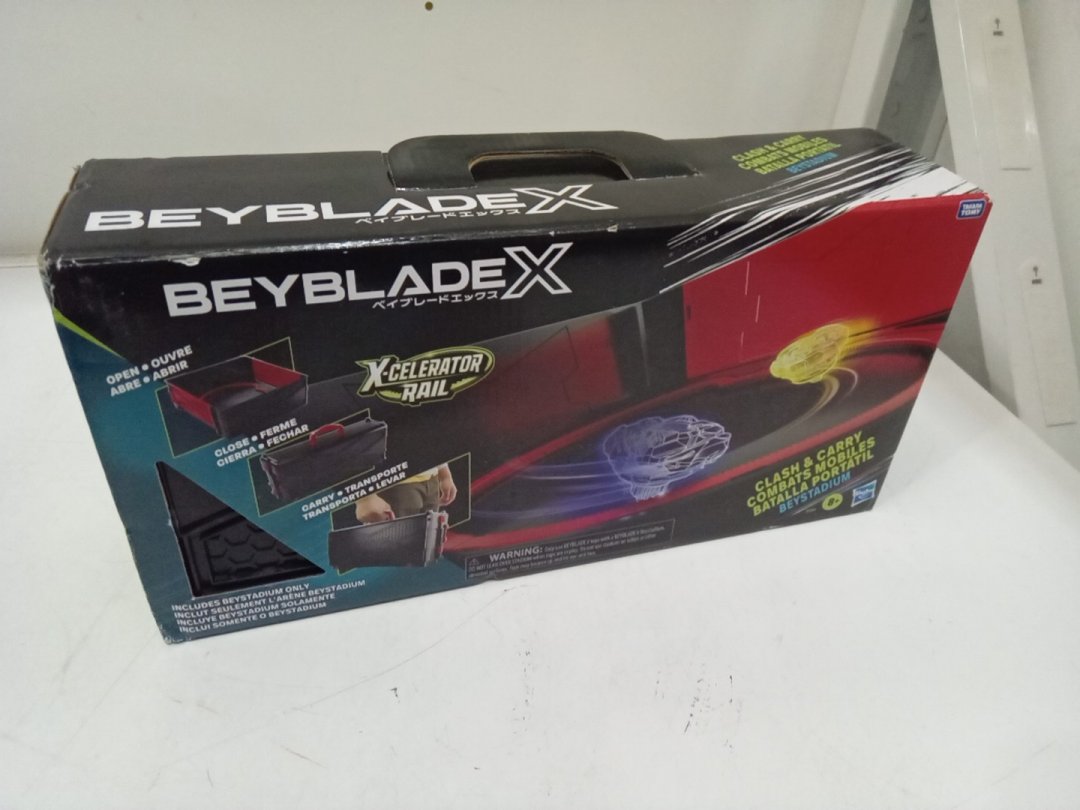 BEYBLADE X
ベイブレードエックス
CLASH & CARRY
COMBATS MOBILES
BATALLA PORTÁTIL
BEYSTADIUM
TAKARA
TOMY
BEYBLADE X
ベイブレードエックス
OPEN • OUVRE
ABRE • ABRIR
X-CELERATOR
RAIL
CLOSE • FERME
CIERRA • FECHAR
CARRY • TRANSPORTE
TRANSPORTA • LEVAR
CLASH & CARRY
COMBATS MOBILES
BATALLA PORTÁTIL
BEYSTADIUM
8+
Hasbro
WARNING:
INCLUDES BEYSTADIUM ONLY
INCLUT SEULEMENT L'ARÈNE BEYSTADIUM
INCLUYE BEYSTADIUM SOLAMENTE
INCLUI SOMENTE O BEYSTADIUM